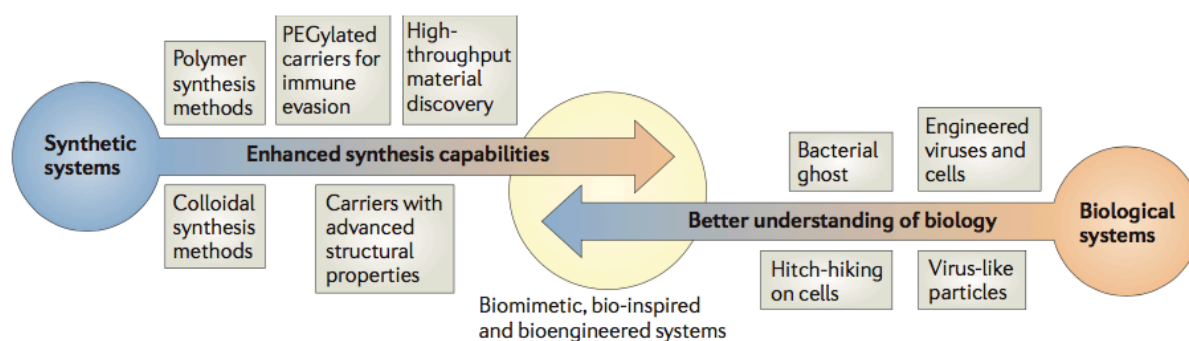 Synthetic
systems
Polymer
synthesis
methods
PEGylated
carriers for
immune
evasion
High-
throughput
material
discovery
Enhanced synthesis capabilities
Colloidal
synthesis
methods
Carriers with
advanced
structural
properties
Biomimetic, bio-inspired
and bioengineered systems
Bacterial
ghost
Engineered
viruses and
cells
Better understanding of biology
Hitch-hiking
on cells
Virus-like
particles
Biological
systems